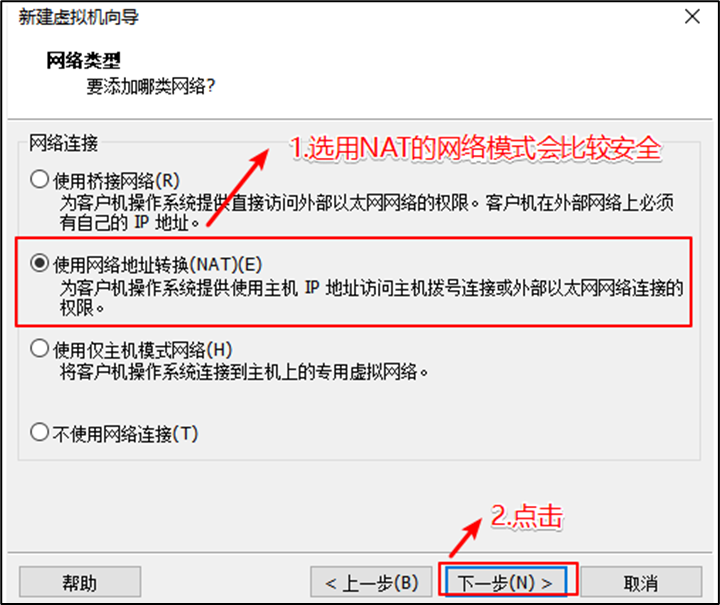 新建虚拟机向导
网络类型
要添加哪类网络?
网络连接
1.选用NAT的网络模式会比较安全
使用桥接网络(R)
为客户机操作系统提供直接访问外部以太网网络的权限。客户机在外部网络上必须
有自己的 IP 地址。
使用网络地址转换(NAT)(E)
为客户机操作系统提供使用主机 IP 地址访问主机拨号连接或外部以太网网络连接的
权限。
使用仅主机模式网络(H)
将客户机操作系统连接到主机上的专用虚拟网络。
不使用网络连接(T)
2.点击
帮助
< 上一步(B)
下一步(N) >
取消